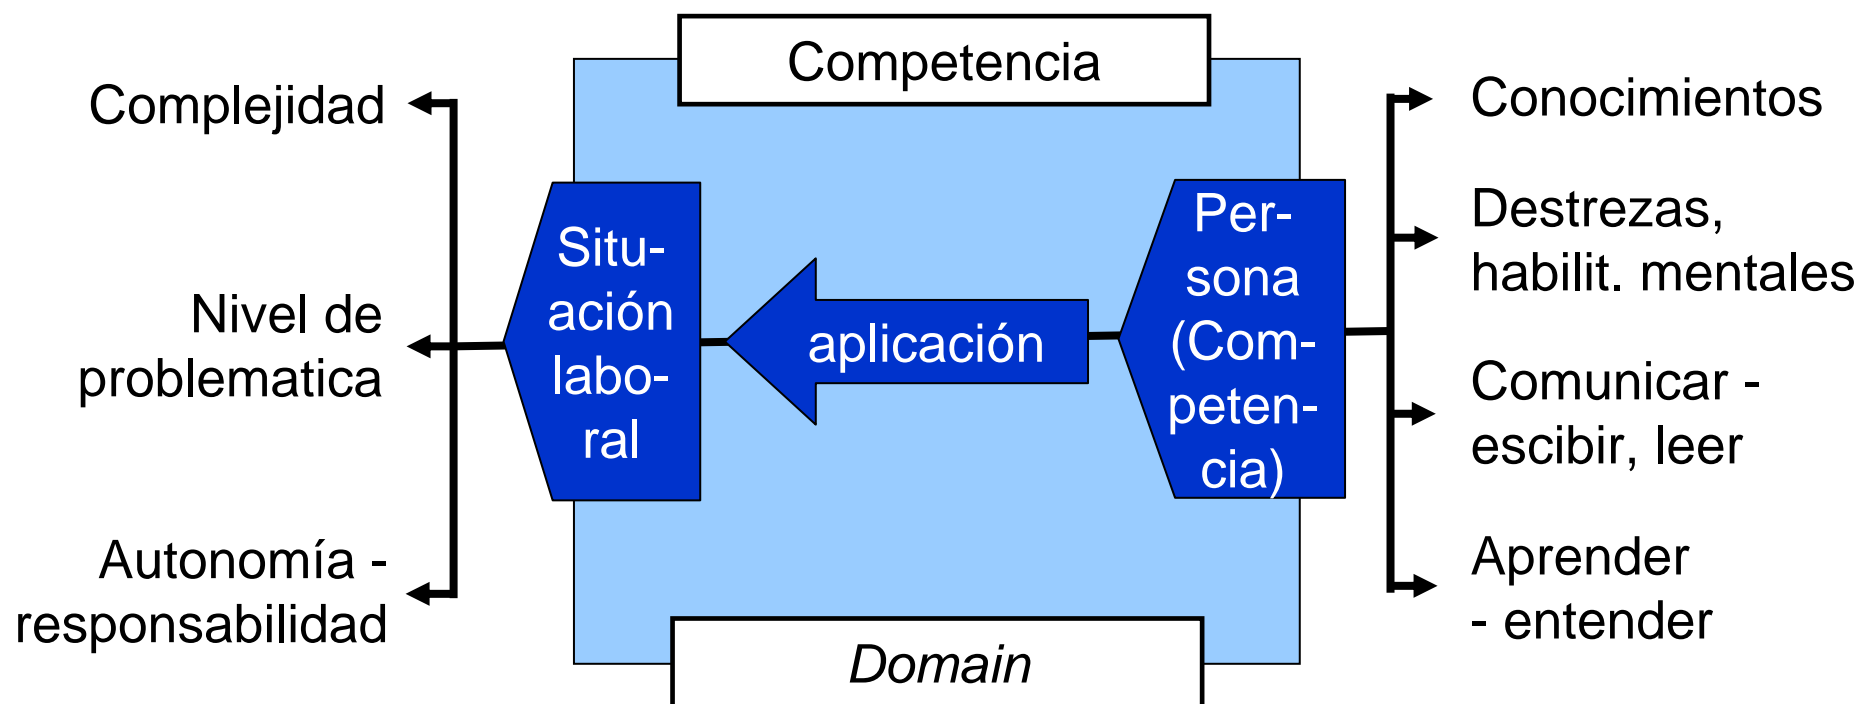 Competencia
Complejidad
Nivel de
problematica
Autonomía -
responsabilidad
Situ-
ación
labo-
ral
aplicación
Per-
sona
(Com-
peten-
cia)
Conocimientos
Destrezas,
habilit. mentales
Comunicar -
escibir, leer
Aprender
- entender
Domain